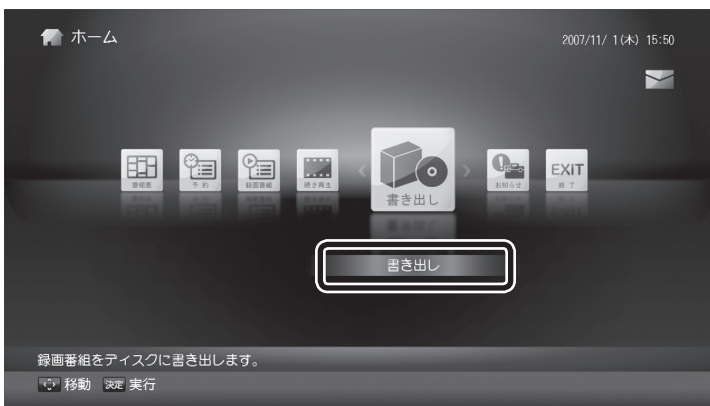 ホーム
2007/11/ 1(木) 15:50
番組表
予 約
録画番組
続き再生
書き出し
お知らせ
EXIT
終 了
書き出し
録画番組をディスクに書き出します。
移動 決定 実行